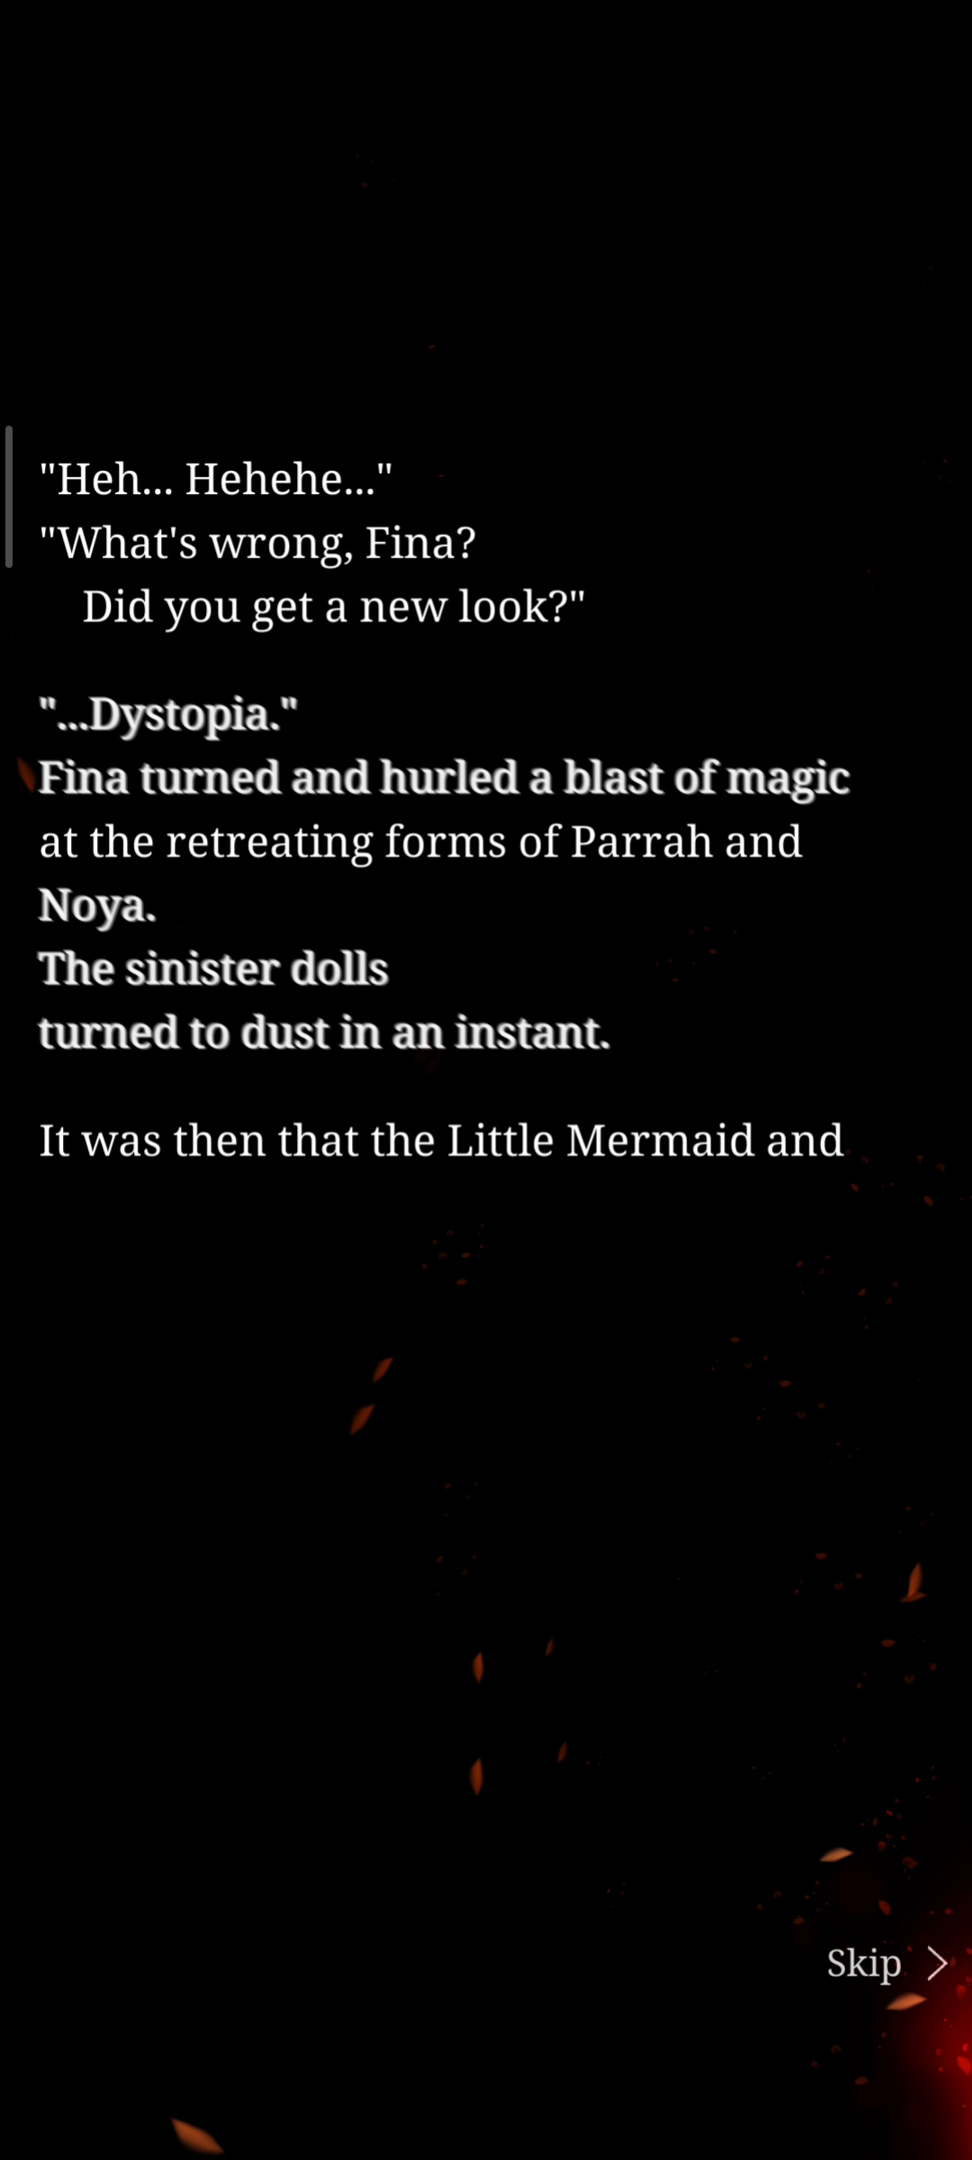 "Heh... Hehehe..."
"What's wrong, Fina?
Did you get a new look?"
"...Dystopia."
Fina turned and hurled a blast of magic
at the retreating forms of Parrah and
Noya.
The sinister dolls
turned to dust in an instant.
It was then that the Little Mermaid and
Skip